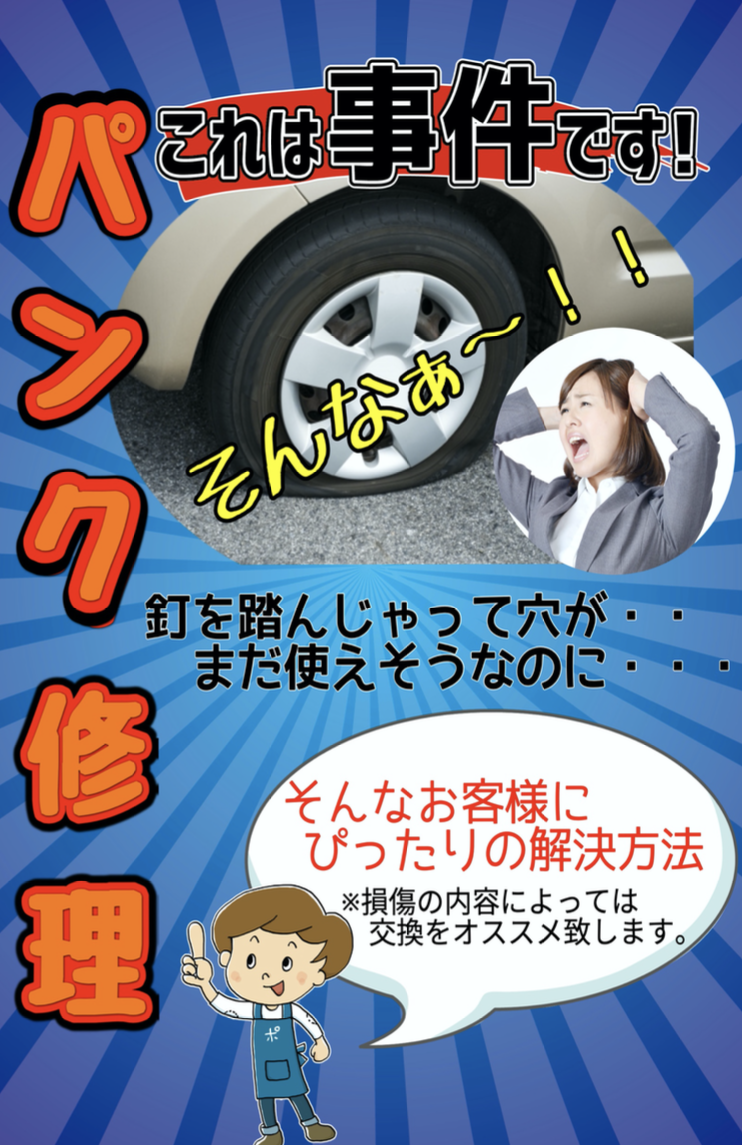 パンク修理
これは事件です!
そんなぁ〜!!
釘を踏んじゃって穴が・・
まだ使えそうなのに・・・
そんなお客様に
ぴったりの解決方法
※損傷の内容によっては
交換をオススメ致します。
ポ